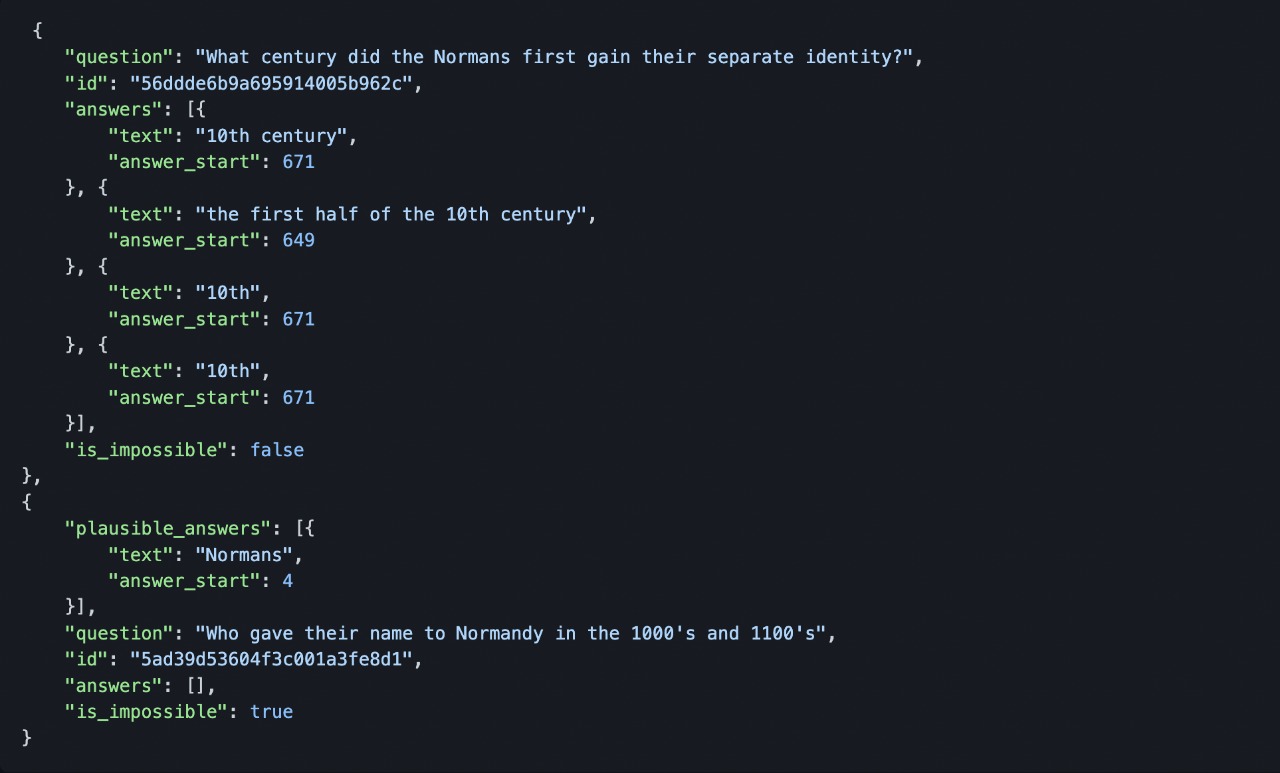 {
"question": "What century did the Normans first gain their separate identity?",
"id": "56ddde6b9a695914005b962c",
"answers": [{
"text": "10th century",
"answer_start": 671
}, {
"text": "the first half of the 10th century",
"answer_start": 649
}, {
"text": "10th",
"answer_start": 671
}, {
"text": "10th",
"answer_start": 671
}],
"is_impossible": false
},
{
"plausible_answers": [{
"text": "Normans",
"answer_start": 4
}],
"question": "Who gave their name to Normandy in the 1000's and 1100's",
"id": "5ad39d53604f3c001a3fe8d1",
"answers": [],
"is_impossible": true
}